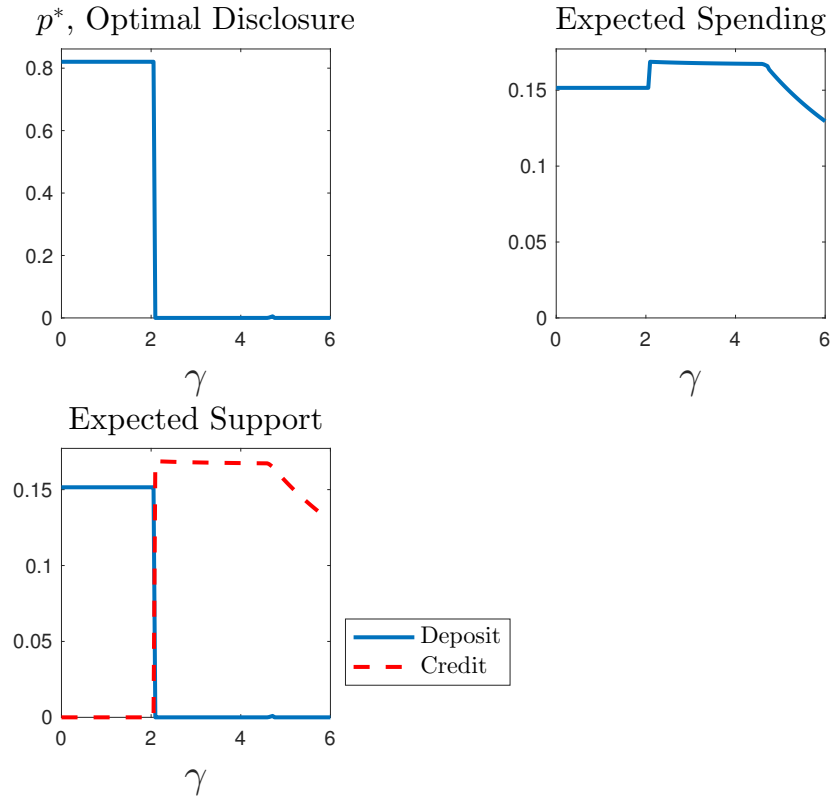 p*, Optimal Disclosure
0.8
0.6
0.4
0.2
0
0 2 4 6
γ
Expected Spending
0.15
0.1
0.05
0
0 2 4 6
γ
Expected Support
0.15
0.1
0.05
0
0 2 4 6
γ
Deposit
Credit